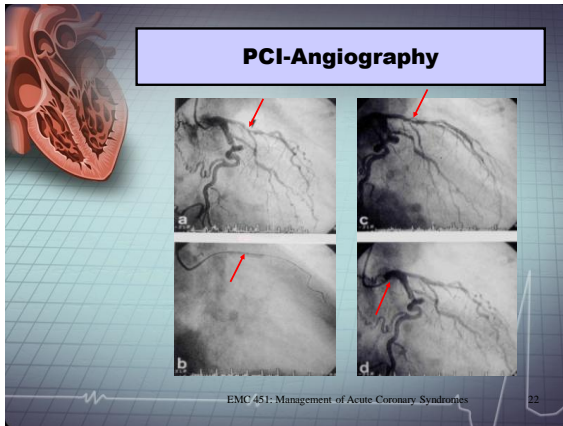 PCI-Angiography
a
c
b
d
EMC 451: Management of Acute Coronary Syndromes
22